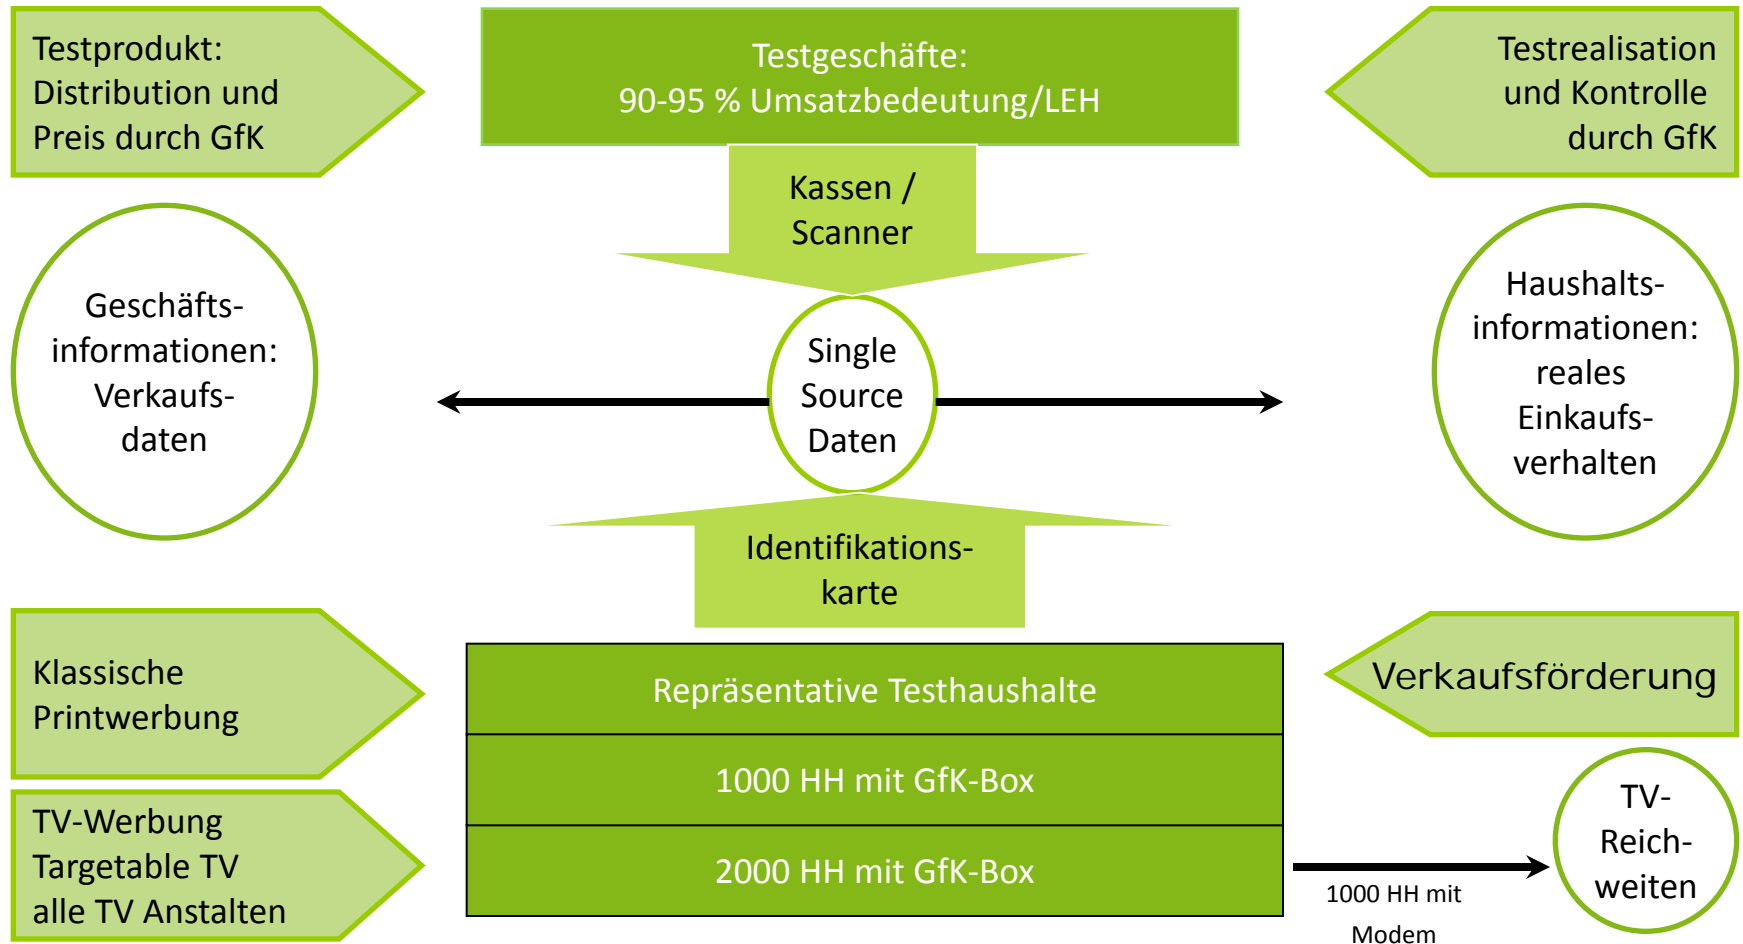 Testprodukt:
Distribution und
Preis durch GfK
Testgeschäfte:
90-95 % Umsatzbedeutung/LEH
Testrealisation
und Kontrolle
durch GfK
Kassen /
Scanner
Geschäfts-
informationen:
Verkaufs-
daten
Single
Source
Daten
Haushalts-
informationen:
reales
Einkaufs-
verhalten
Identifikations-
karte
Klassische
Printwerbung
Repräsentative Testhaushalte
Verkaufsförderung
1000 HH mit GfK-Box
TV-Werbung
Targetable TV
alle TV Anstalten
2000 HH mit GfK-Box
1000 HH mit
Modem
TV-
Reich-
weiten